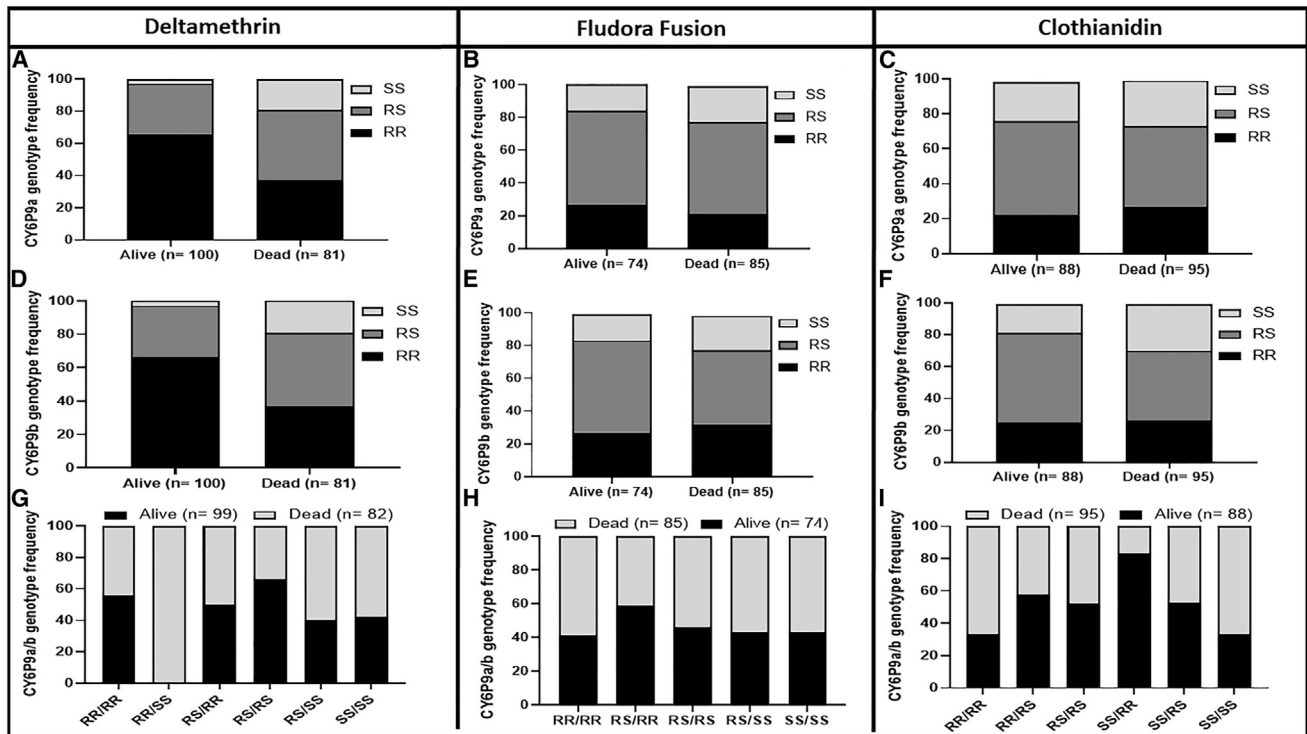 Deltamethrin
Fludora Fusion
Clothianidin
A
CY6P9a genotype frequency
100
80
60
40
20
0
SS
RS
RR
Alive (n= 100)
Dead (n= 81)
B
CY6P9a genotype frequency
100
80
60
40
20
0
SS
RS
RR
Alive (n= 74)
Dead (n= 85)
C
CY6P9a genotype frequency
100
80
60
40
20
0
SS
RS
RR
Allve (n= 88)
Dead (n= 95)
D
CY6P9b genotype frequency
100
80
60
40
20
0
SS
RS
RR
Alive (n= 100)
Dead (n= 81)
E
CY6P9b genotype frequency
100
80
60
40
20
0
SS
RS
RR
Alive (n= 74)
Dead (n= 85)
F
CY6P9b genotype frequency
100
80
60
40
20
0
SS
RS
RR
Alive (n= 88)
Dead (n= 95)
G
Alive (n= 99)
Dead (n= 82)
CY6P9a/b genotype frequency
100
80
60
40
20
0
RR/RR
RR/SS
RS/RR
RS/RS
RS/SS
SS/SS
H
Dead (n= 85)
Alive (n= 74)
CY6P9a/b genotype frequency
100
80
60
40
20
0
RR/RR
RS/RR
RS/RS
RS/SS
SS/SS
I
Dead (n= 95)
Alive (n= 88)
CY6P9a/b genotype frequency
100
80
60
40
20
0
RR/RR
RR/RS
RS/RS
SS/RR
SS/RS
SS/SS